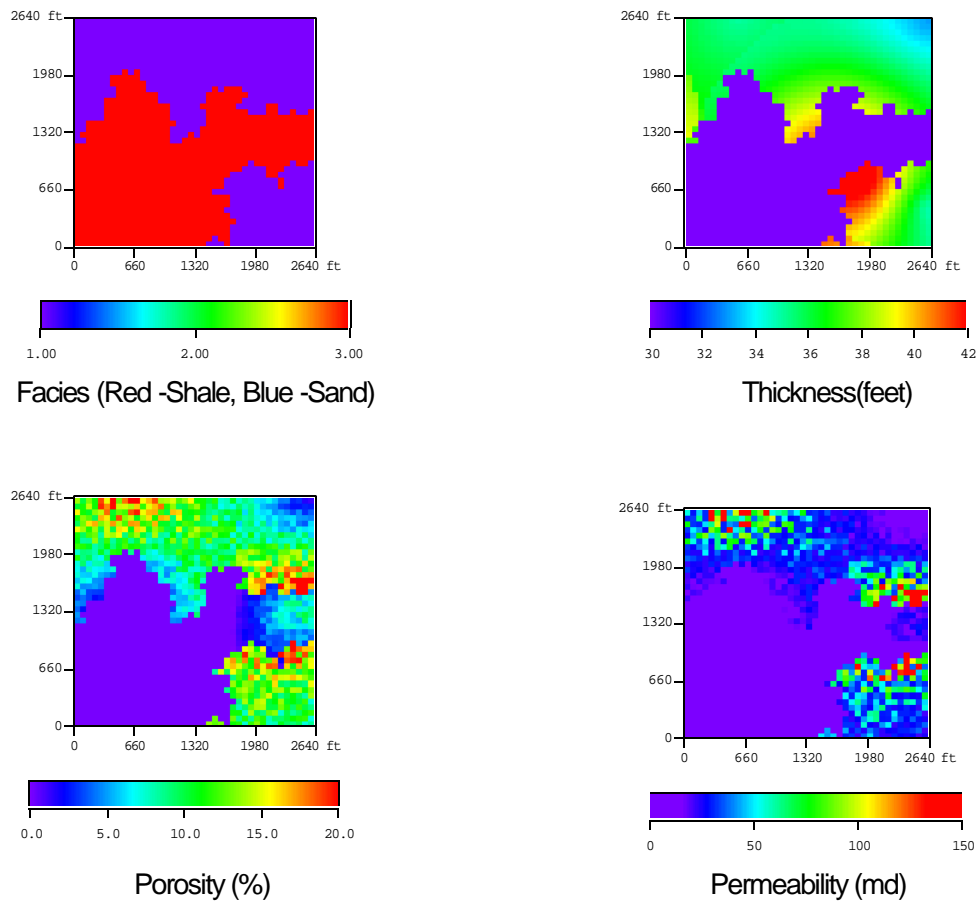 2640 ft
1980
1320
660
0
0 660 1320 1980 2640 ft
1.00 2.00 3.00
Facies (Red -Shale, Blue -Sand)
2640 ft
1980
1320
660
0
0 660 1320 1980 2640 ft
30 32 34 36 38 40 42
Thickness(feet)
2640 ft
1980
1320
660
0
0 660 1320 1980 2640 ft
0.0 5.0 10.0 15.0 20.0
Porosity (%)
2640 ft
1980
1320
660
0
0 660 1320 1980 2640 ft
0 50 100 150
Permeability (md)